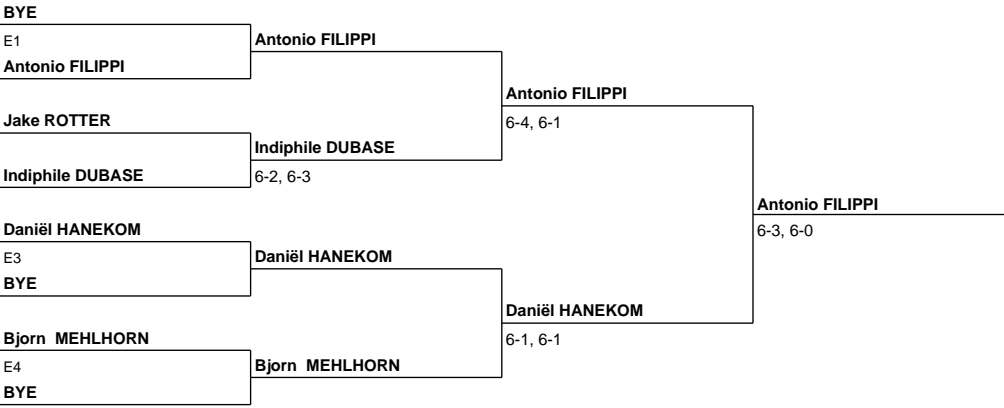 BYE
E1
Antonio FILIPPI
Antonio FILIPPI
Jake ROTTER
Indiphile DUBASE
Indiphile DUBASE
6-2, 6-3
Antonio FILIPPI
6-4, 6-1
Daniël HANEKOM
E3
BYE
Daniël HANEKOM
Bjorn MEHLHORN
E4
BYE
Bjorn MEHLHORN
Daniël HANEKOM
6-1, 6-1
Antonio FILIPPI
6-3, 6-0